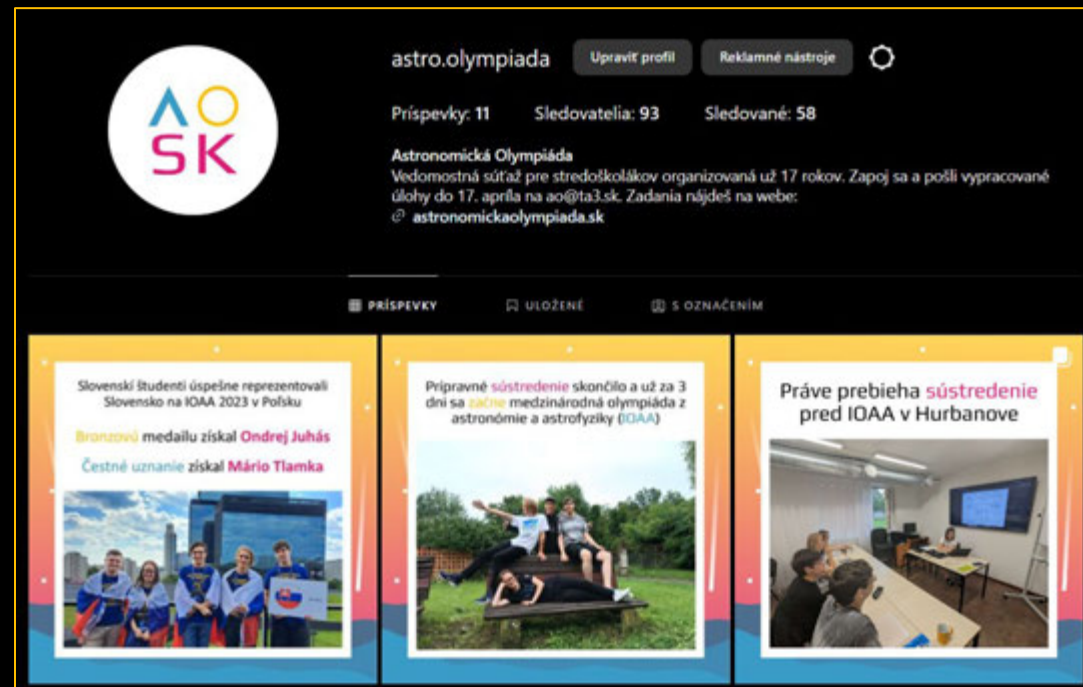 AO
SK
astro.olympiada
Upraviť profil
Reklamné nástroje
Príspevky: 11
Sledovatelia: 93
Sledované: 58
Astronomická Olympiáda
Vedomostná súťaž pre stredoškolákov organizovaná už 17 rokov. Zapoj sa a pošli vypracované
úlohy do 17. apríla na ao@ta3.sk. Zadania nájdeš na webe:
astronomickaolympiada.sk
PRÍSPEVKY
ULOŽENÉ
S OZNAČENÍM
Slovenskí študenti úspešne reprezentovali
Slovensko na IOAA 2023 v Poľsku
Bronzovú medailu získal Ondrej Juhás
Čestné uznanie získal Mário Tlamka
Prípravné sústredenie skončilo a už za 3
dni sa začne medzinárodná olympiáda z
astronómie a astrofyziky (IOAA)
Práve prebieha sústredenie
pred IOAA v Hurbanove